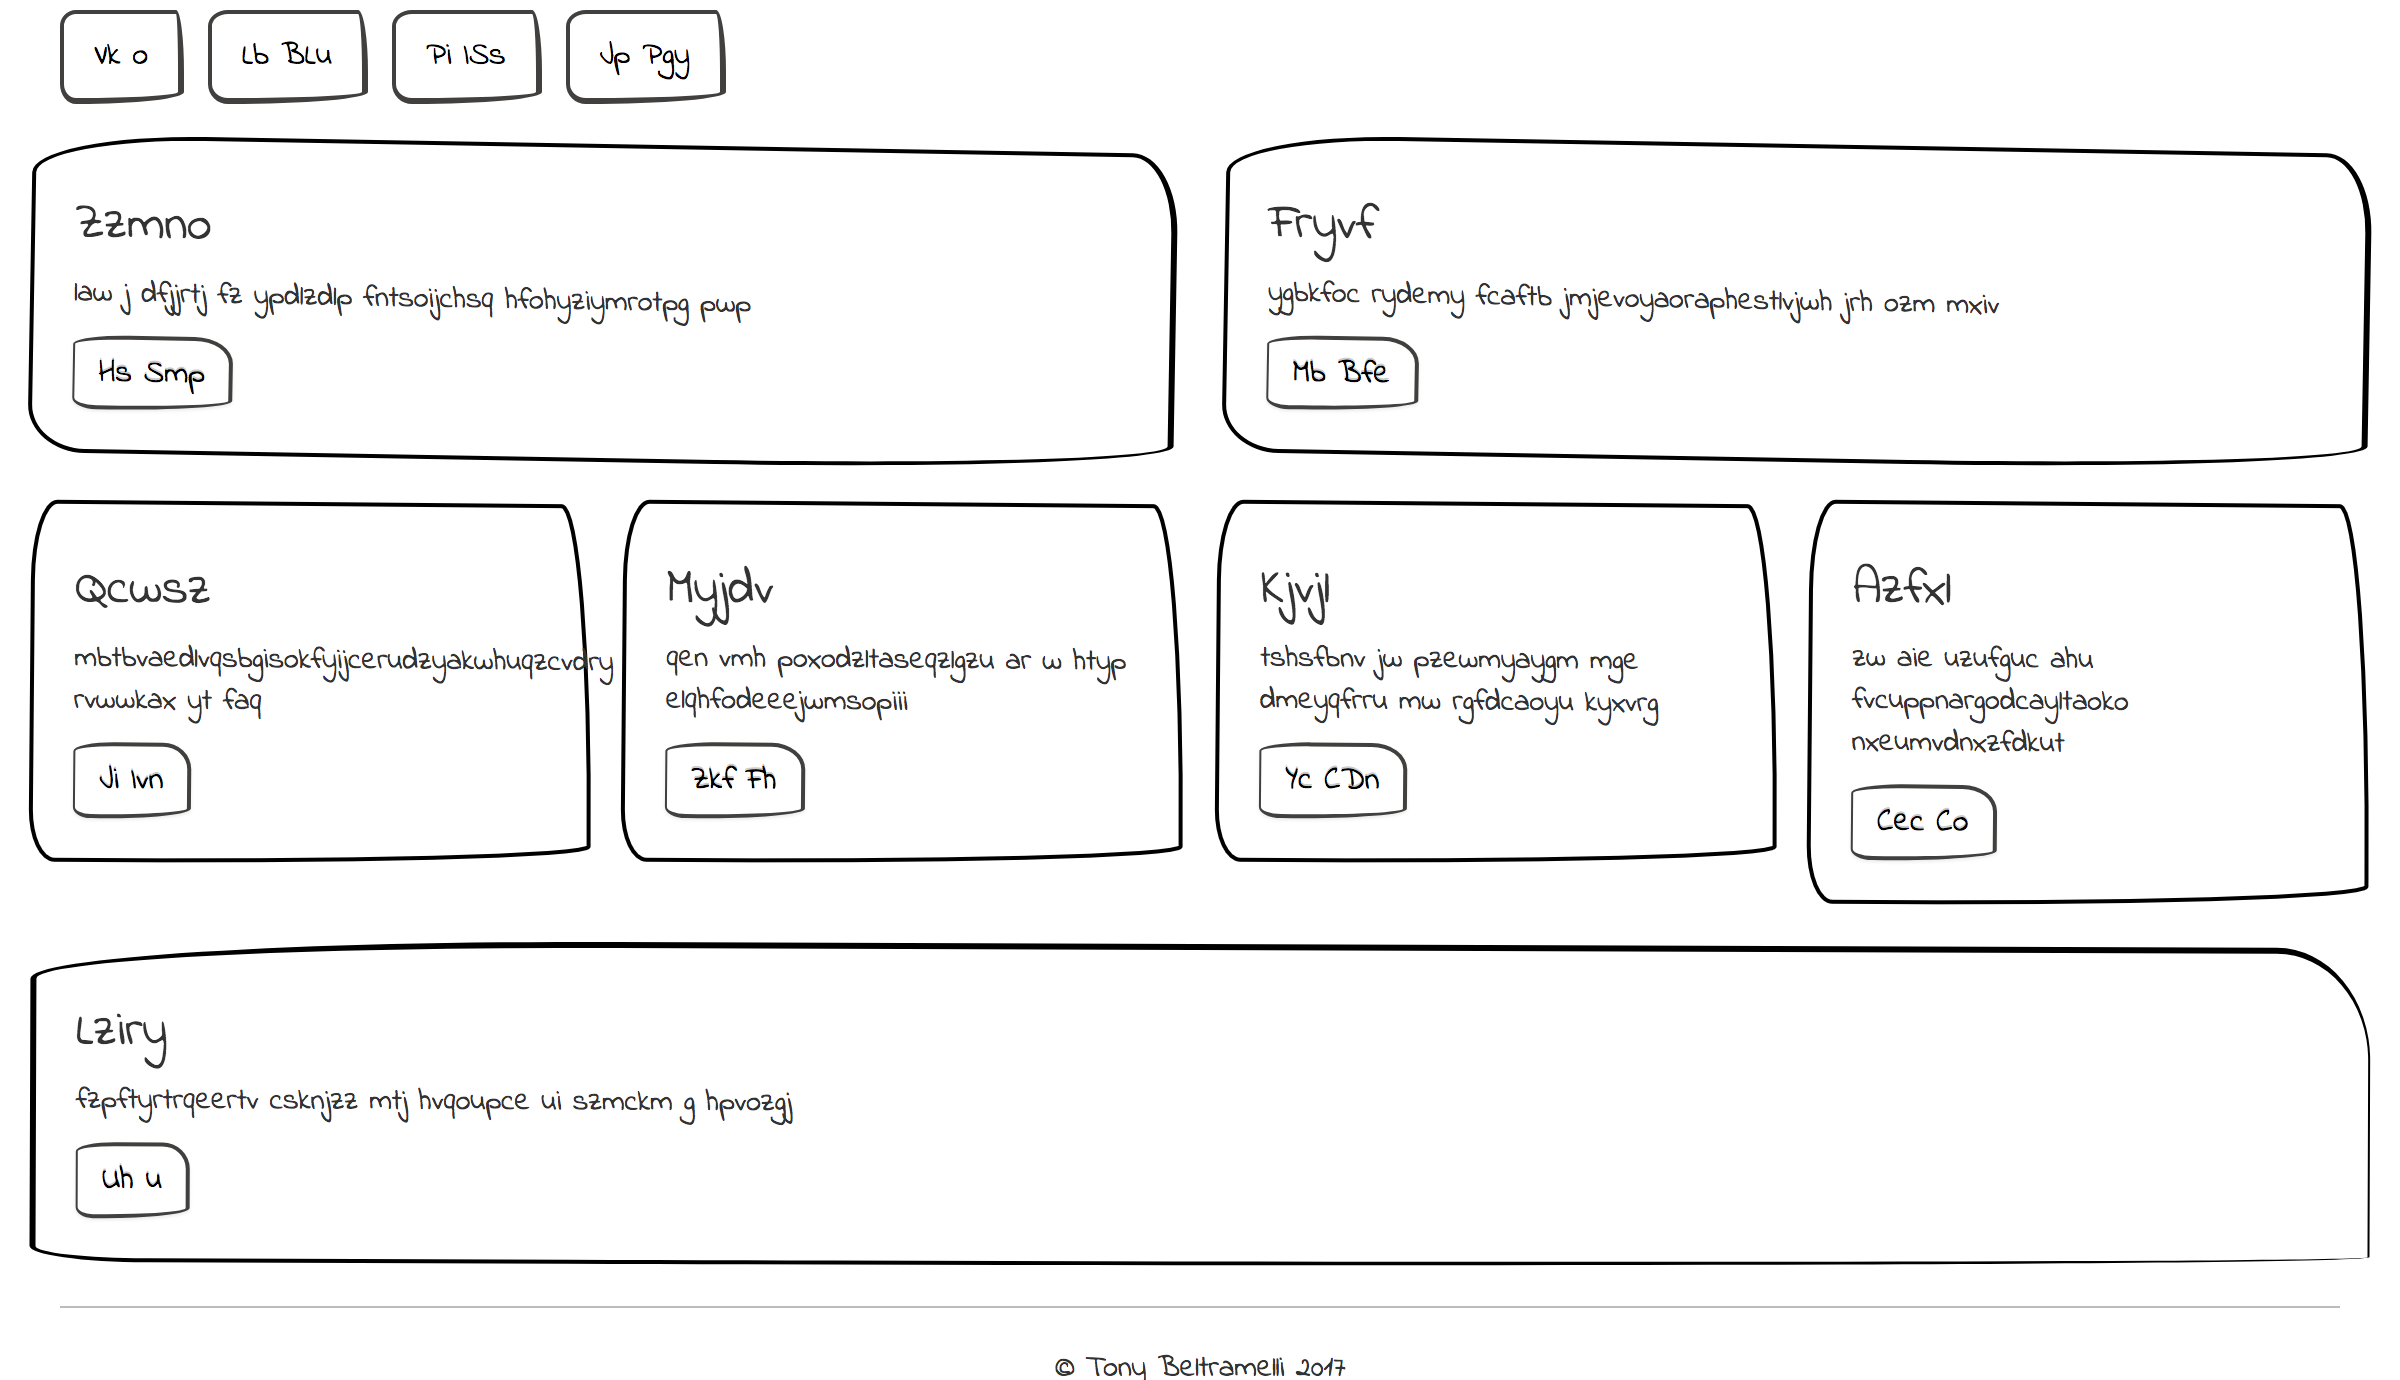 Vk o
Lb BLu
Pi ISs
Jp Pgy
Zzmno
law j dfjjrtj fz ypdlzdlp fntsoijchsq hfohyziymrotpg pwp
Hs Smp
Fryvf
ygbkfoc rydemy fcaftb jmjevoyaoraphestlvjwh jrh ozm mxiv
Mb Bfe
Qcwsz
mbtbvaedlvqsbgisokfyijcerudzyakwhuqzcvdry
rvwwkax yt faq
Ji Ivn
Myjdv
qen vmh poxodzltaseqzlgzu ar w htyp
elqhfodeeejwmsopiii
Zkf Fh
Kjvjl
tshsfbnv jw pzewmyaygm mge
dmeyqfrru mw rgfdcaoyu kyxvrg
Yc CDn
Azfxl
zw aie uzufguc ahu
fvcuppnargodcayltaoko
nxeumvdnxzfdkut
Cec Co
Lziry
fzpftyrtrqeertv csknjzz mtj hvqoupce ui szmckm g hpvozgj
Uh u
© Tony Beltramelli 2017